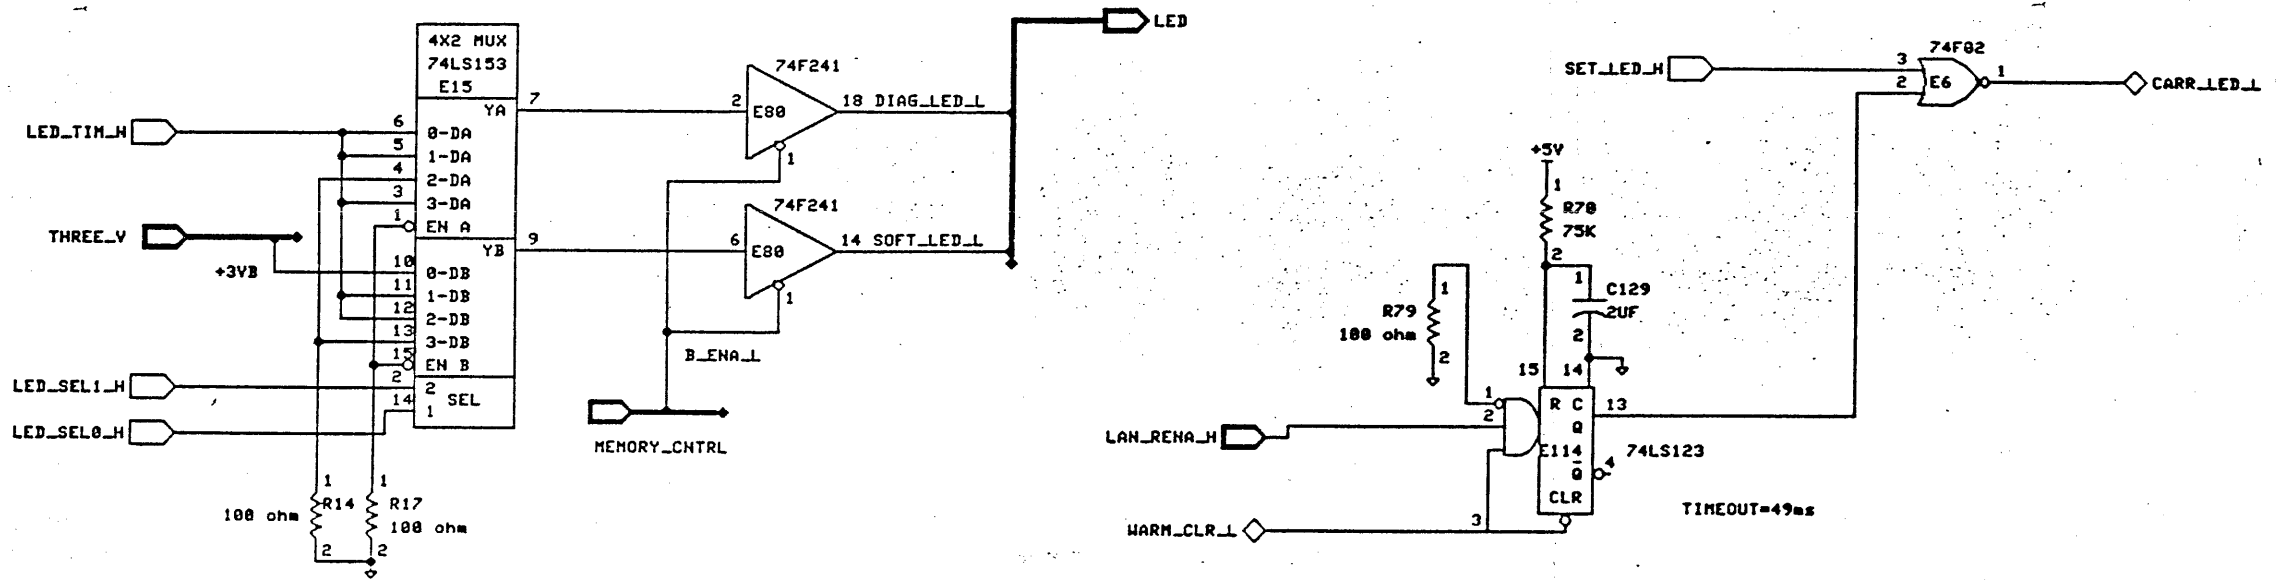 LED
4X2 MUX
74LS153
E15
74F241
74F02
SET_LED_H
3
2
E6
1
CARR_LED_L
7
YA
2
E80
18 DIAG_LED_L
1
LED_TIM_H
6
0-DA
5
1-DA
4
2-DA
3
3-DA
1
EN A
THREE_V
+3VB
74F241
9
YB
6
E80
14 SOFT_LED_L
1
10
0-DB
11
1-DB
12
2-DB
13
3-DB
15
EN B
B_ENA_L
LED_SEL1_H
2
2
SEL
14
1
LED_SEL0_H
MEMORY_CNTRL
1
R14
100 ohm
2
1
R17
100 ohm
2
+5V
1
R78
75K
2
1
C129
2UF
2
1
R79
100 ohm
2
15
14
R C
13
Q
1
2
LAN_RENA_H
E114
74LS123
Q
4
CLR
3
WARM_CLR_L
TIMEOUT=49ms